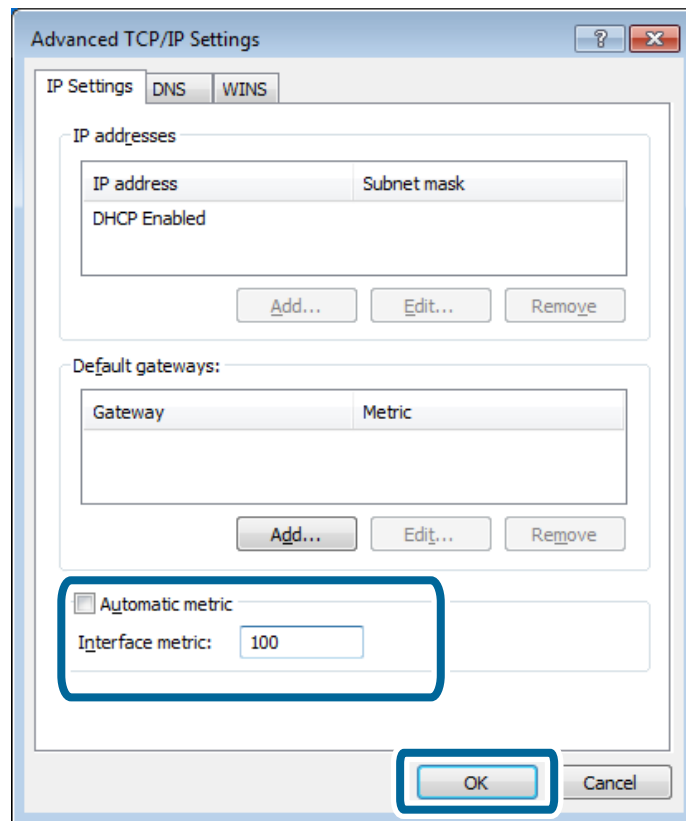 Advanced TCP/IP Settings
IP Settings DNS WINS
IP addresses
IP address Subnet mask
DHCP Enabled
Add... Edit... Remove
Default gateways:
Gateway Metric
Add... Edit... Remove
Automatic metric
Interface metric: 100
OK Cancel